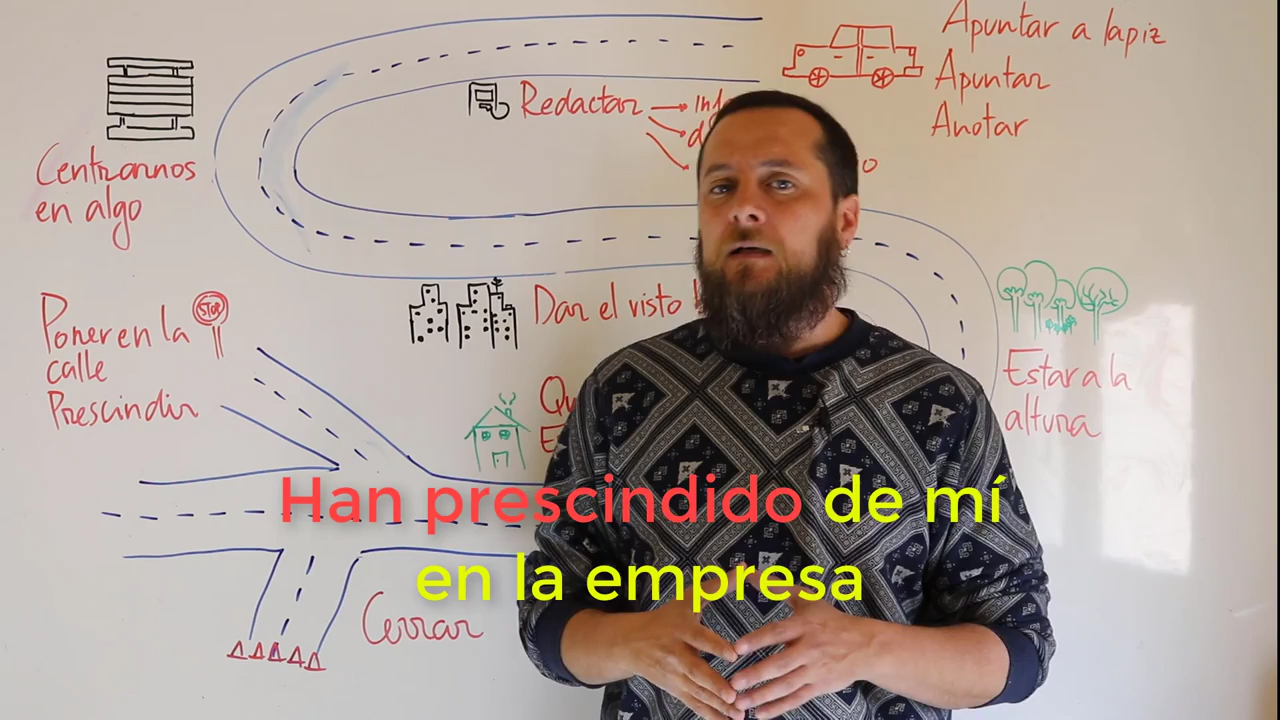 Apuntar a lapiz
Apuntar
Anotar
Redactar
Centrarnos
en algo
Dar el visto
Poner en la
calle
Prescindir
STOP
Estar a la
altura
Han prescindido de mí
en la empresa
Cerrar